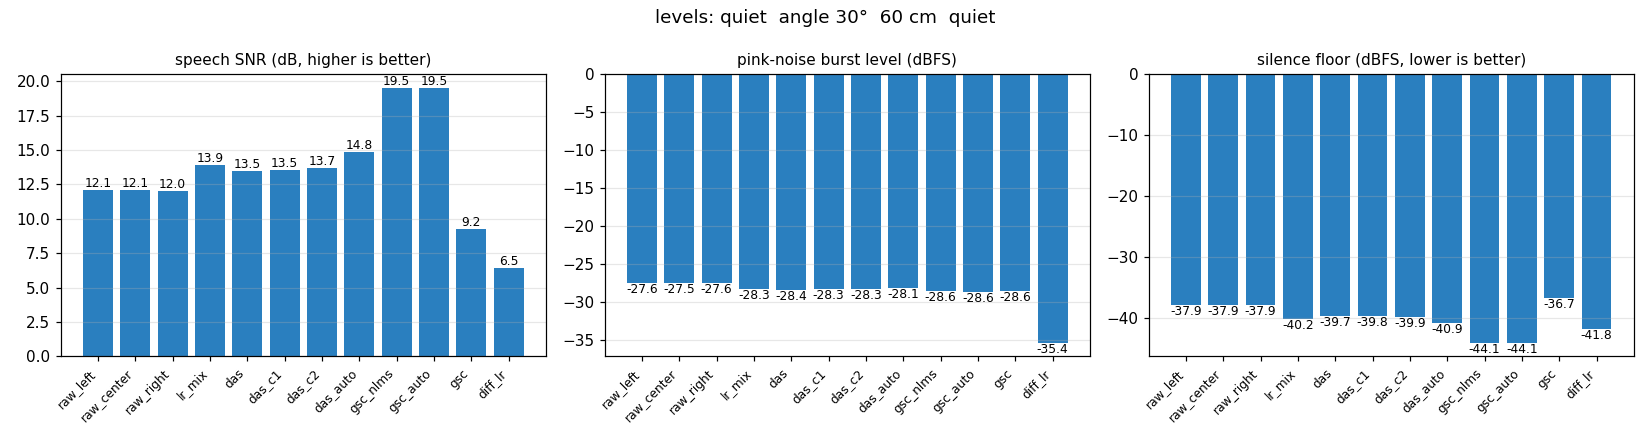 levels: quiet  angle 30°  60 cm  quiet
speech SNR (dB, higher is better)
20.0
17.5
15.0
12.5
10.0
7.5
5.0
2.5
0.0
12.1
12.1
12.0
13.9
13.5
13.5
13.7
14.8
19.5
19.5
9.2
6.5
raw_left
raw_center
raw_right
lr_mix
das
das_c1
das_c2
das_auto
gsc_nlms
gsc_auto
gsc
diff_lr
pink-noise burst level (dBFS)
0
−5
−10
−15
−20
−25
−30
−35
-27.6
-27.5
-27.6
-28.3
-28.4
-28.3
-28.3
-28.1
-28.6
-28.6
-28.6
-35.4
raw_left
raw_center
raw_right
lr_mix
das
das_c1
das_c2
das_auto
gsc_nlms
gsc_auto
gsc
diff_lr
silence floor (dBFS, lower is better)
0
−10
−20
−30
−40
-37.9
-37.9
-37.9
-40.2
-39.7
-39.8
-39.9
-40.9
-44.1
-44.1
-36.7
-41.8
raw_left
raw_center
raw_right
lr_mix
das
das_c1
das_c2
das_auto
gsc_nlms
gsc_auto
gsc
diff_lr